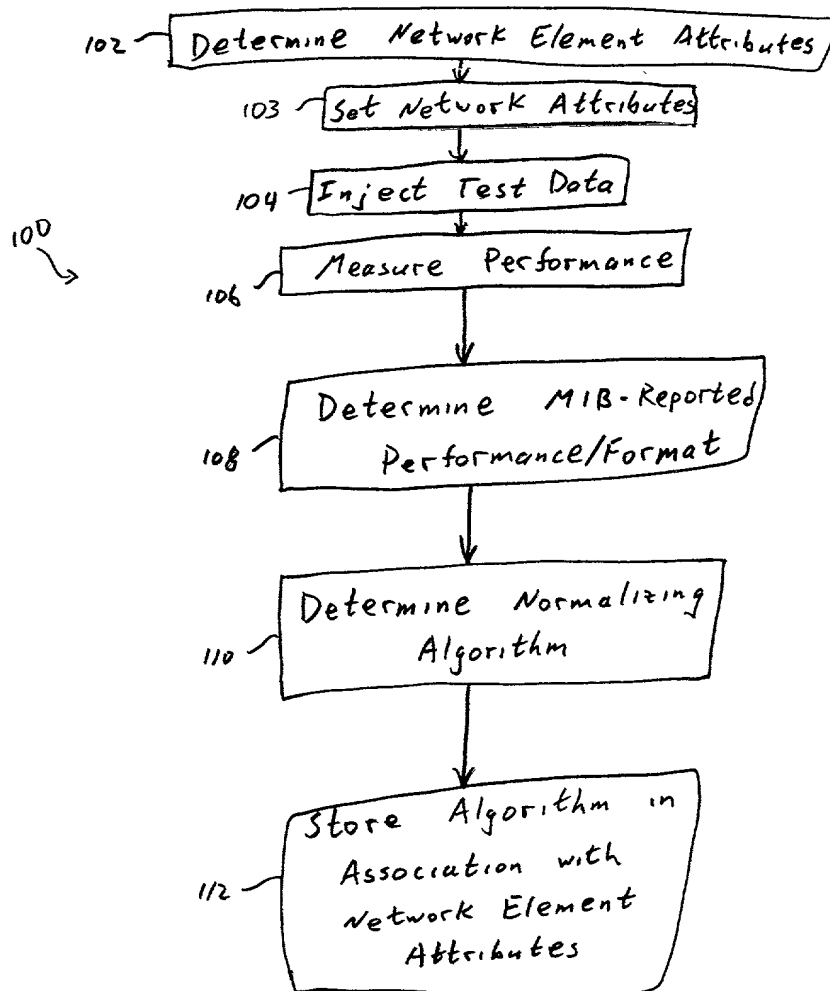 102 Determine Network Element Attributes
103 Set Network Attributes
104 Inject Test Data
100
106 Measure Performance
108 Determine MIB-Reported
Performance/Format
110 Determine Normalizing
Algorithm
112 Store Algorithm in
Association with
Network Element
Attributes